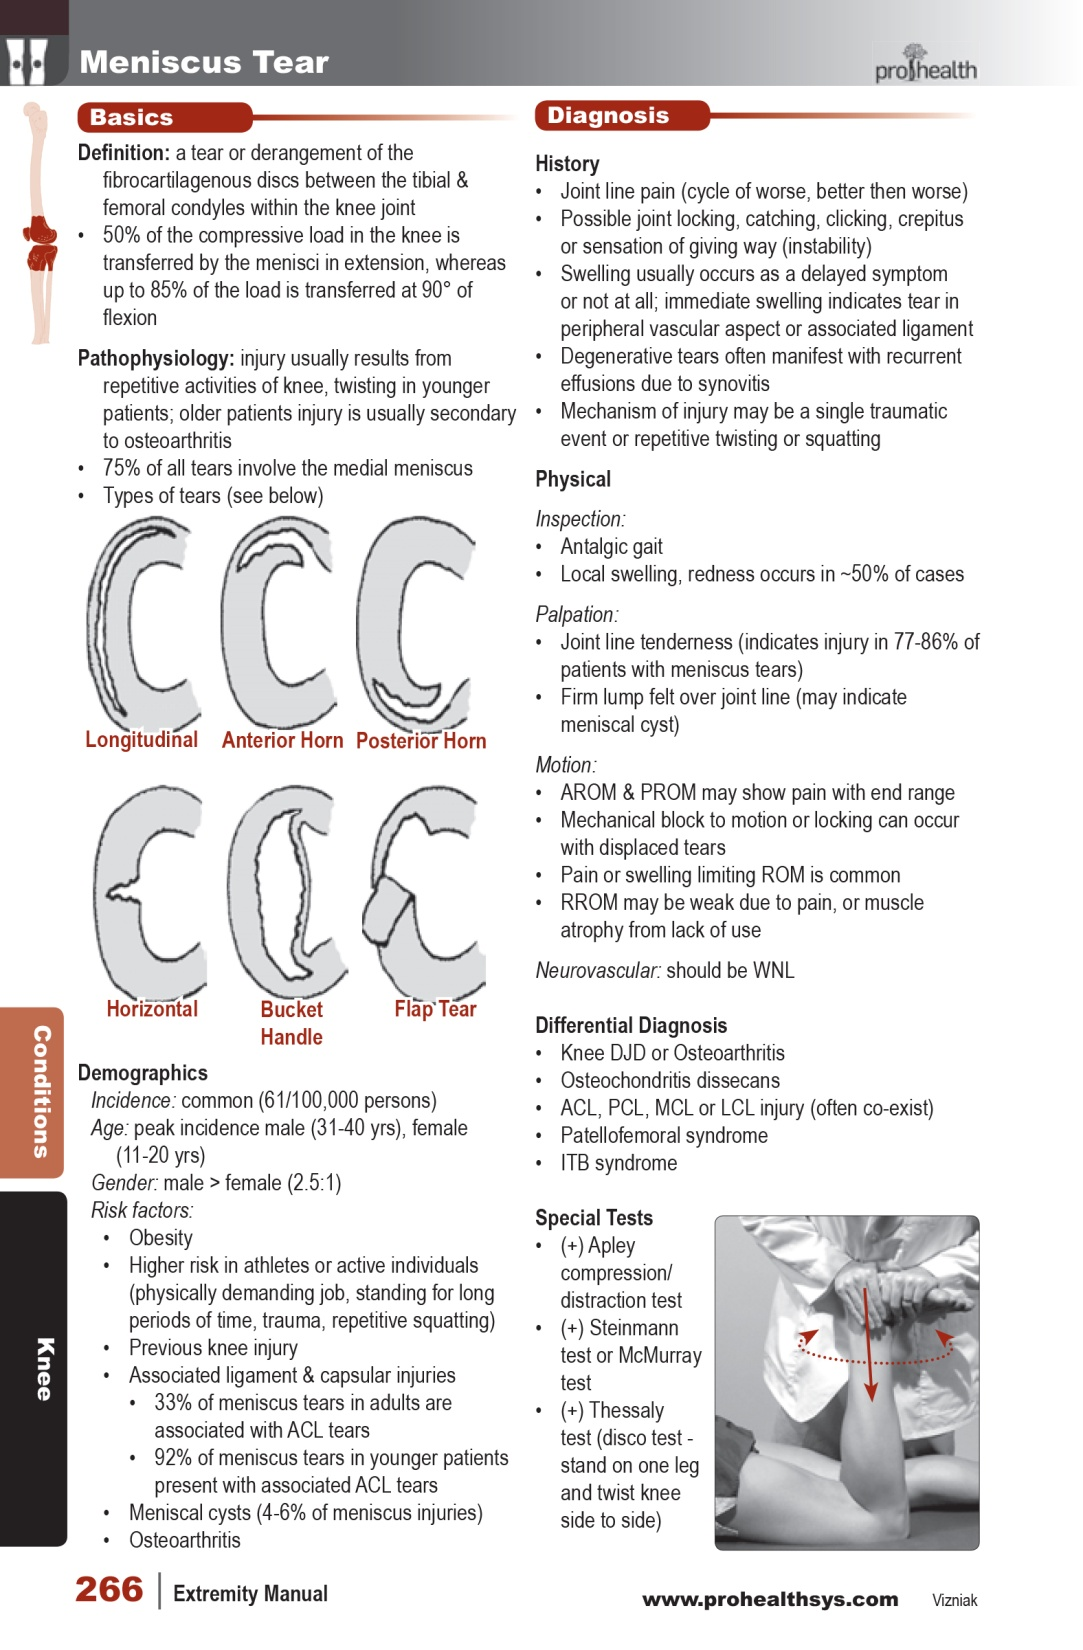 Meniscus Tear
prohealth
Basics
Definition: a tear or derangement of the
fibrocartilagenous discs between the tibial &
femoral condyles within the knee joint
• 50% of the compressive load in the knee is
transferred by the menisci in extension, whereas
up to 85% of the load is transferred at 90° of
flexion
Pathophysiology: injury usually results from
repetitive activities of knee, twisting in younger
patients; older patients injury is usually secondary
to osteoarthritis
• 75% of all tears involve the medial meniscus
• Types of tears (see below)
Longitudinal Anterior Horn Posterior Horn
Horizontal Bucket Flap Tear
Handle
Demographics
Incidence: common (61/100,000 persons)
Age: peak incidence male (31-40 yrs), female
(11-20 yrs)
Gender: male > female (2.5:1)
Risk factors:
• Obesity
• Higher risk in athletes or active individuals
(physically demanding job, standing for long
periods of time, trauma, repetitive squatting)
• Previous knee injury
• Associated ligament & capsular injuries
• 33% of meniscus tears in adults are
associated with ACL tears
• 92% of meniscus tears in younger patients
present with associated ACL tears
• Meniscal cysts (4-6% of meniscus injuries)
• Osteoarthritis
Diagnosis
History
• Joint line pain (cycle of worse, better then worse)
• Possible joint locking, catching, clicking, crepitus
or sensation of giving way (instability)
• Swelling usually occurs as a delayed symptom
or not at all; immediate swelling indicates tear in
peripheral vascular aspect or associated ligament
• Degenerative tears often manifest with recurrent
effusions due to synovitis
• Mechanism of injury may be a single traumatic
event or repetitive twisting or squatting
Physical
Inspection:
• Antalgic gait
• Local swelling, redness occurs in ~50% of cases
Palpation:
• Joint line tenderness (indicates injury in 77-86% of
patients with meniscus tears)
• Firm lump felt over joint line (may indicate
meniscal cyst)
Motion:
• AROM & PROM may show pain with end range
• Mechanical block to motion or locking can occur
with displaced tears
• Pain or swelling limiting ROM is common
• RROM may be weak due to pain, or muscle
atrophy from lack of use
Neurovascular: should be WNL
Differential Diagnosis
• Knee DJD or Osteoarthritis
• Osteochondritis dissecans
• ACL, PCL, MCL or LCL injury (often co-exist)
• Patellofemoral syndrome
• ITB syndrome
Special Tests
• (+) Apley
compression/
distraction test
• (+) Steinmann
test or McMurray
test
• (+) Thessaly
test (disco test -
stand on one leg
and twist knee
side to side)
Conditions
Knee
266 Extremity Manual
www.prohealthsys.com Vizniak